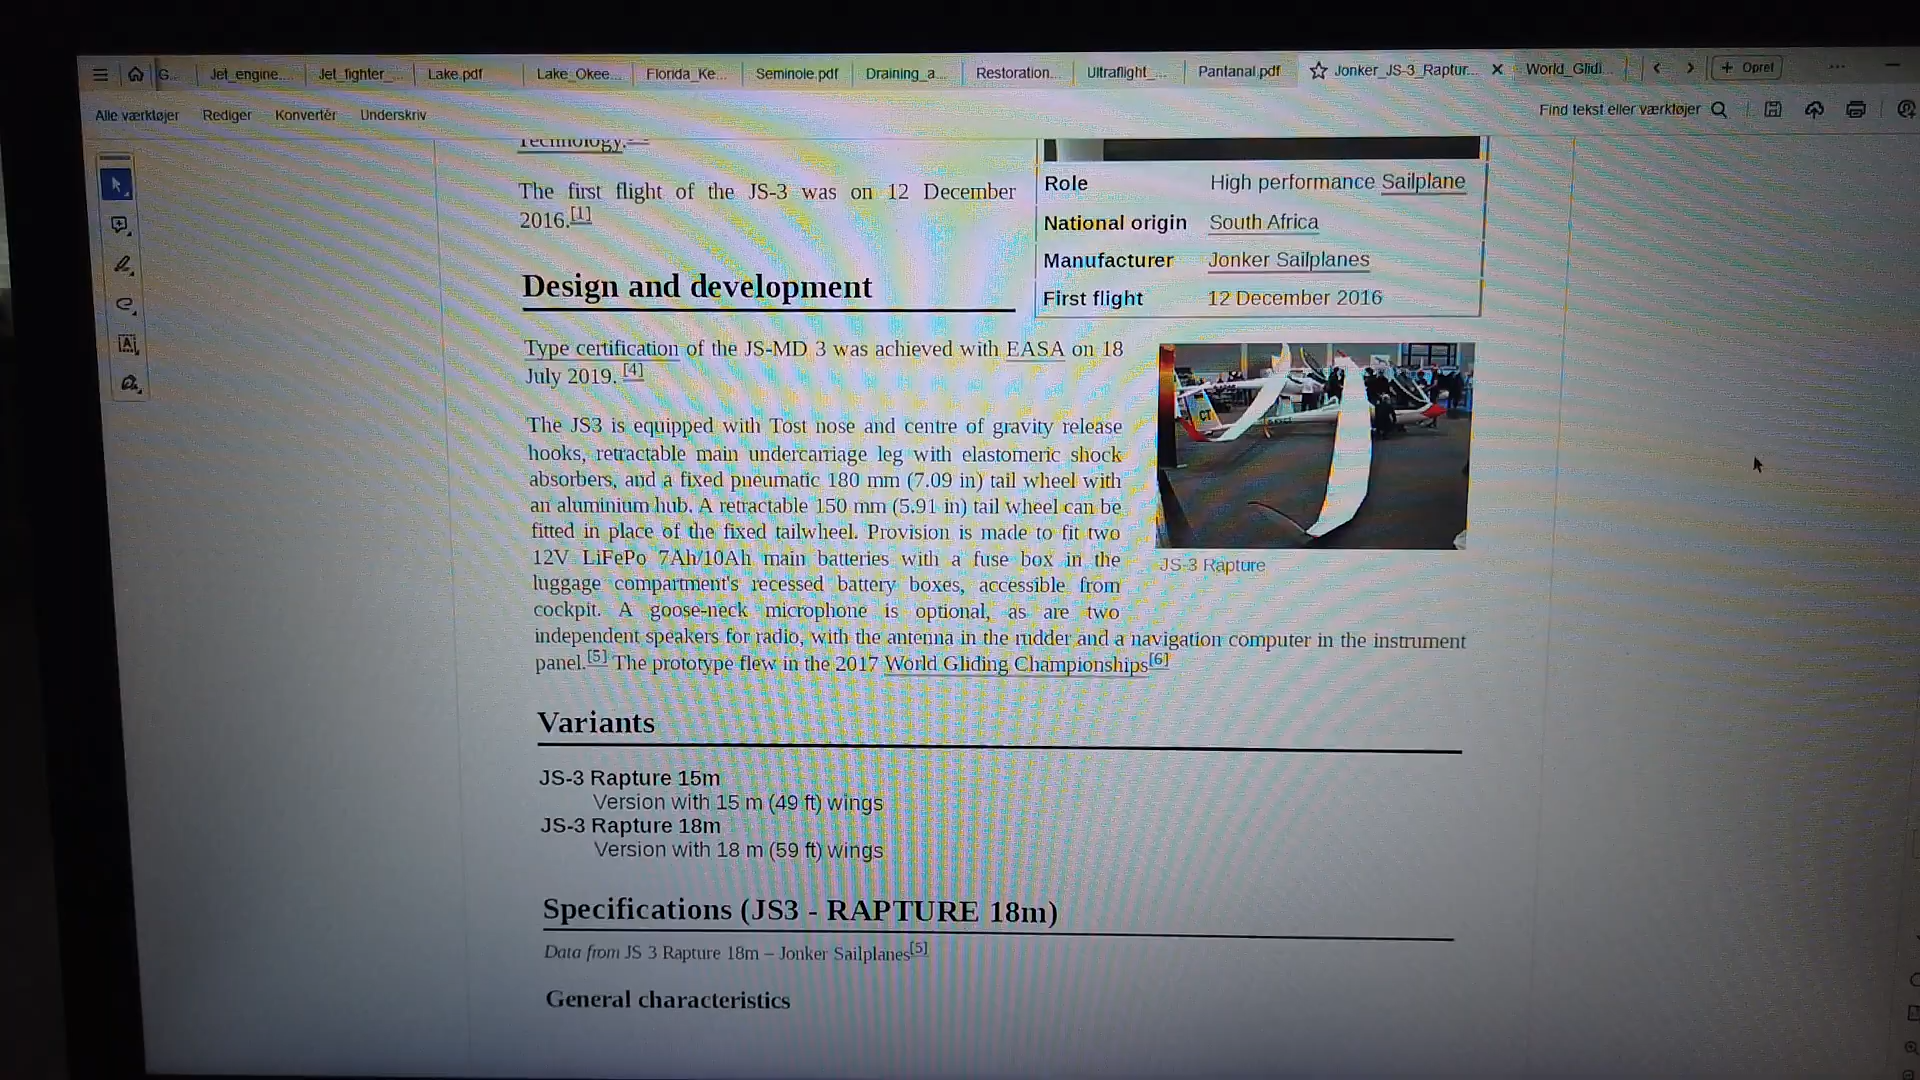 G...
Jet_engine...
Jet_fighter_...
Lake.pdf
Lake_Okee...
Florida_Ke...
Seminole.pdf
Draining_a...
Restoration...
Ultraflight_...
Pantanal.pdf
Jonker_JS-3_Raptur...
World_Glidi...
+ Opret
Alle værktøjer Rediger Konvertér Underskriv
Find tekst eller værktøjer
Technology.
The first flight of the JS-3 was on 12 December
2016.[1]
Role High performance Sailplane
National origin South Africa
Manufacturer Jonker Sailplanes
First flight 12 December 2016
Design and development
Type certification of the JS-MD 3 was achieved with EASA on 18
July 2019. [4]
The JS3 is equipped with Tost nose and centre of gravity release
hooks, retractable main undercarriage leg with elastomeric shock
absorbers, and a fixed pneumatic 180 mm (7.09 in) tail wheel with
an aluminium hub. A retractable 150 mm (5.91 in) tail wheel can be
fitted in place of the fixed tailwheel. Provision is made to fit two
12V LiFePo 7Ah/10Ah main batteries with a fuse box in the
luggage compartment's recessed battery boxes, accessible from
cockpit. A goose-neck microphone is optional, as are two
independent speakers for radio, with the antenna in the rudder and a navigation computer in the instrument
panel.[5] The prototype flew in the 2017 World Gliding Championships[6]
CT
JS-3 Rapture
Variants
JS-3 Rapture 15m
Version with 15 m (49 ft) wings
JS-3 Rapture 18m
Version with 18 m (59 ft) wings
Specifications (JS3 - RAPTURE 18m)
Data from JS 3 Rapture 18m – Jonker Sailplanes[5]
General characteristics